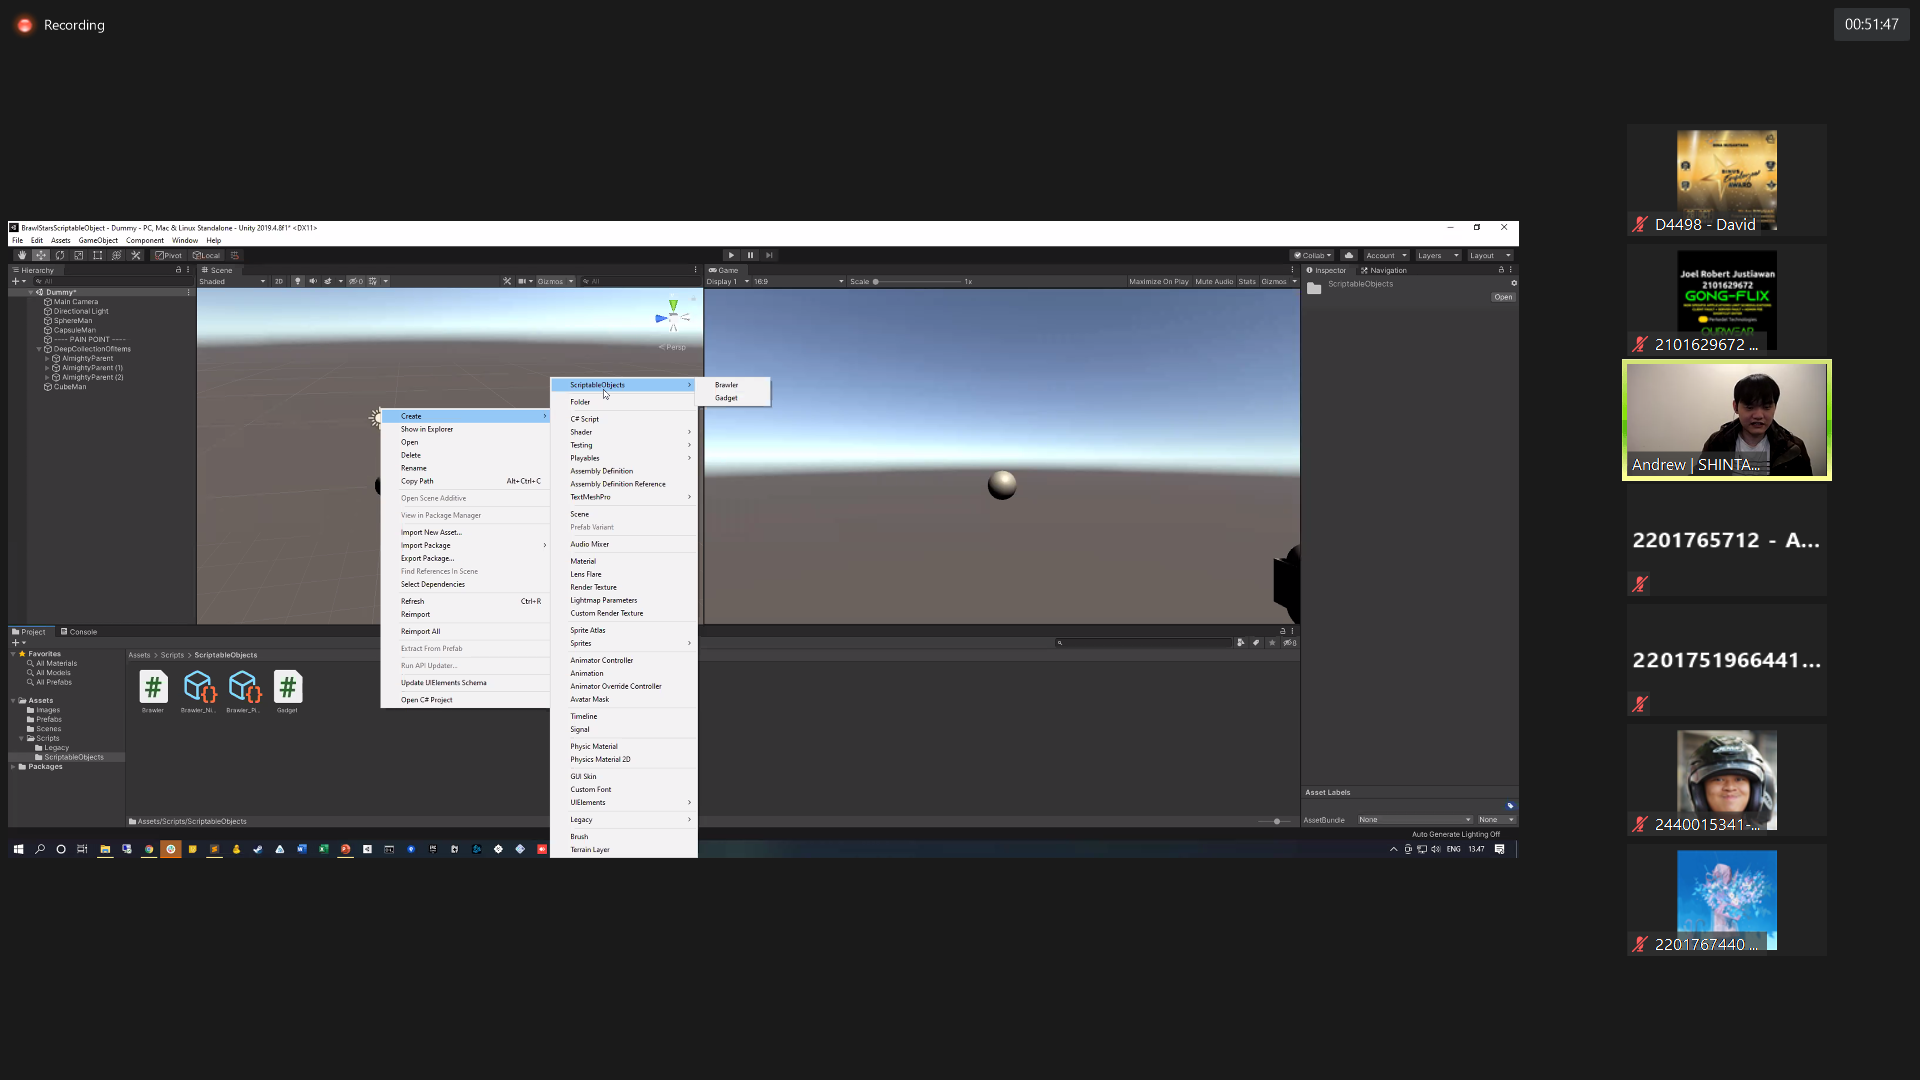 Recording
00:51:47
BrawlStarsScriptableObject - Dummy - PC, Mac & Linux Standalone - Unity 2019.4.8f1* <DX11>
File Edit Assets GameObject Component Window Help
Pivot Local
Collab Account Layers Layout
Hierarchy
All
Dummy*
Main Camera
Directional Light
SphereMan
CapsuleMan
---- PAIN POINT ----
DeepCollectionOfItems
AlmightyParent
AlmightyParent (1)
AlmightyParent (2)
CubeMan
Scene
Shaded 2D Gizmos All
Persp
Game
Display 1 16:9 Scale 1x Maximize On Play Mute Audio Stats Gizmos
Inspector Navigation
ScriptableObjects
Open
Create
Show in Explorer
Open
Delete
Rename
Copy Path Alt+Ctrl+C
Open Scene Additive
View in Package Manager
Import New Asset...
Import Package
Export Package...
Find References In Scene
Select Dependencies
Refresh Ctrl+R
Reimport
Reimport All
Extract From Prefab
Run API Updater...
Update UIElements Schema
Open C# Project
ScriptableObjects
Folder
C# Script
Shader
Testing
Playables
Assembly Definition
Assembly Definition Reference
TextMeshPro
Scene
Prefab Variant
Audio Mixer
Material
Lens Flare
Render Texture
Lightmap Parameters
Custom Render Texture
Sprite Atlas
Sprites
Animator Controller
Animation
Animator Override Controller
Avatar Mask
Timeline
Signal
Physic Material
Physics Material 2D
GUI Skin
Custom Font
UIElements
Legacy
Brush
Terrain Layer
Brawler
Gadget
Project Console
Favorites
All Materials
All Models
All Prefabs
Assets
Images
Prefabs
Scenes
Scripts
Legacy
ScriptableObjects
Packages
Assets > Scripts > ScriptableObjects
Brawler Brawler_Ni... Brawler_Pi... Gadget
Assets/Scripts/ScriptableObjects
Asset Labels
AssetBundle None None
Auto Generate Lighting Off
ENG 13.47
D4498 - David
Joel Robert Justiawan
2101629672
GONG-FLIX
OURWEAR
2101629672 ...
Andrew | SHINTA...
2201765712 - A...
2201751966441...
2440015341-...
2201767440 ...